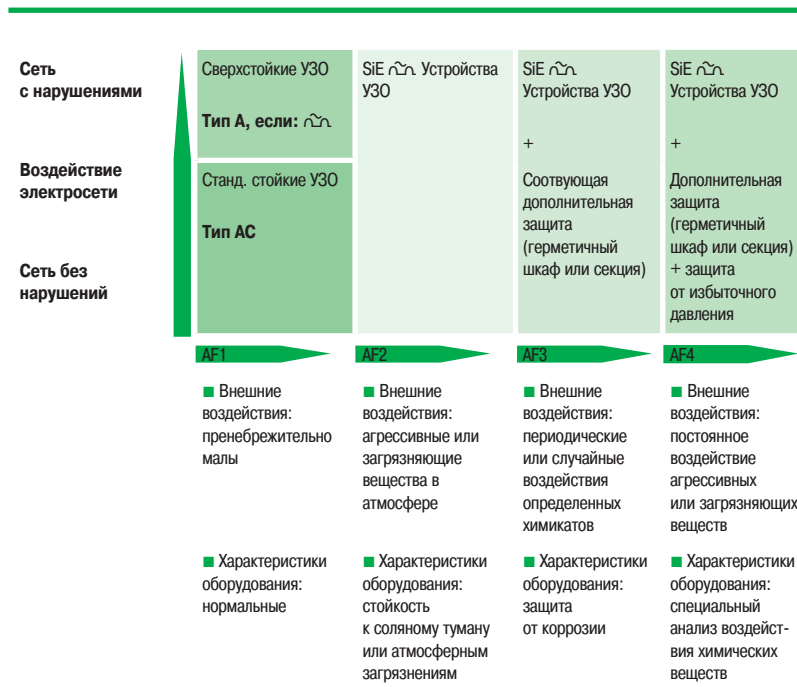 Сеть
с нарушениями
Воздействие
электросети
Сеть без
нарушений
Сверхстойкие УЗО
Тип А, если:
Станд. стойкие УЗО
Тип АС
SiE Устройства
УЗО
SiE
Устройства УЗО
+
Соотвующая
дополнительная
защита
(герметичный
шкаф или секция)
SiE
Устройства УЗО
+
Дополнительная
защита
(герметичный
шкаф или секция)
+ защита
от избыточного
давления
AF1
■ Внешние
воздействия:
пренебрежительно
малы
■ Характеристики
оборудования:
нормальные
AF2
■ Внешние
воздействия:
агрессивные или
загрязняющие
вещества в
атмосфере
■ Характеристики
оборудования:
стойкость
к соляному туману
или атмосферным
загрязнениям
AF3
■ Внешние
воздействия:
периодические
или случайные
воздействия
определенных
химикатов
■ Характеристики
оборудования:
защита
от коррозии
AF4
■ Внешние
воздействия:
постоянное
воздействие
агрессивных
или загрязняющих
веществ
■ Характеристики
оборудования:
специальный
анализ воздейст-
вия химических
веществ